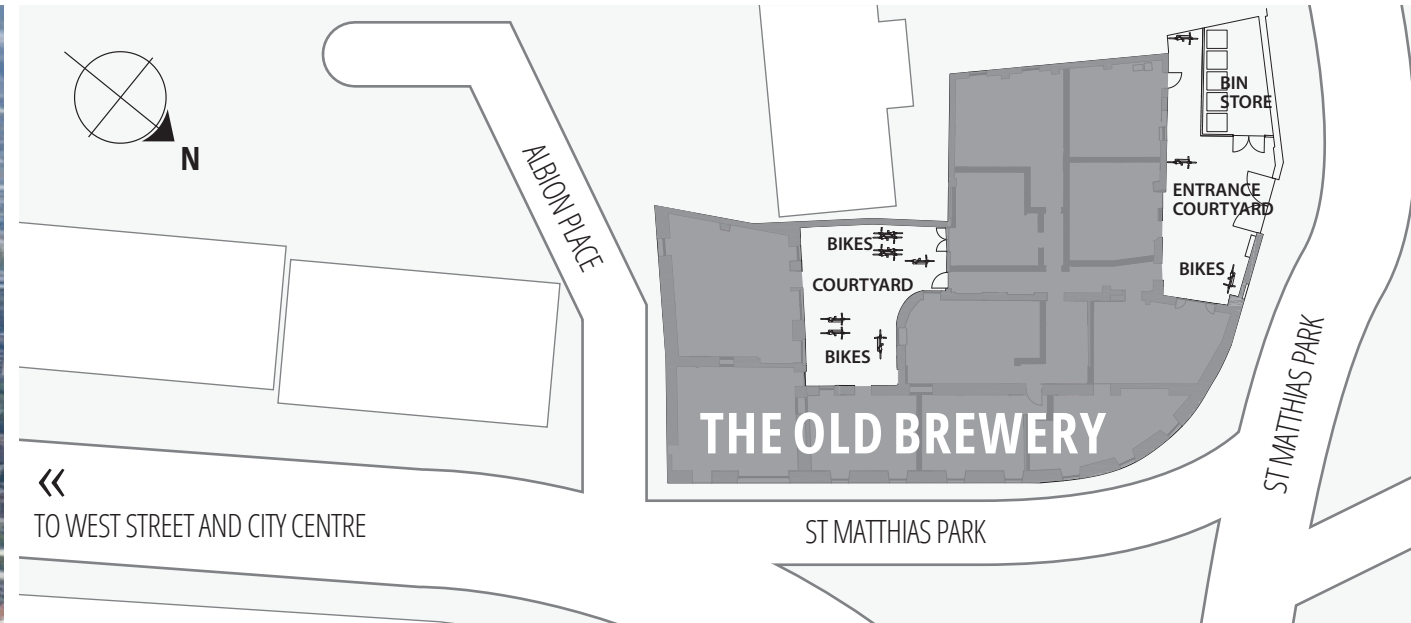 N
ALBION PLACE
BIN
STORE
ENTRANCE
COURTYARD
BIKES
BIKES
COURTYARD
BIKES
THE OLD BREWERY
ST MATTHIAS PARK
«
TO WEST STREET AND CITY CENTRE
ST MATTHIAS PARK